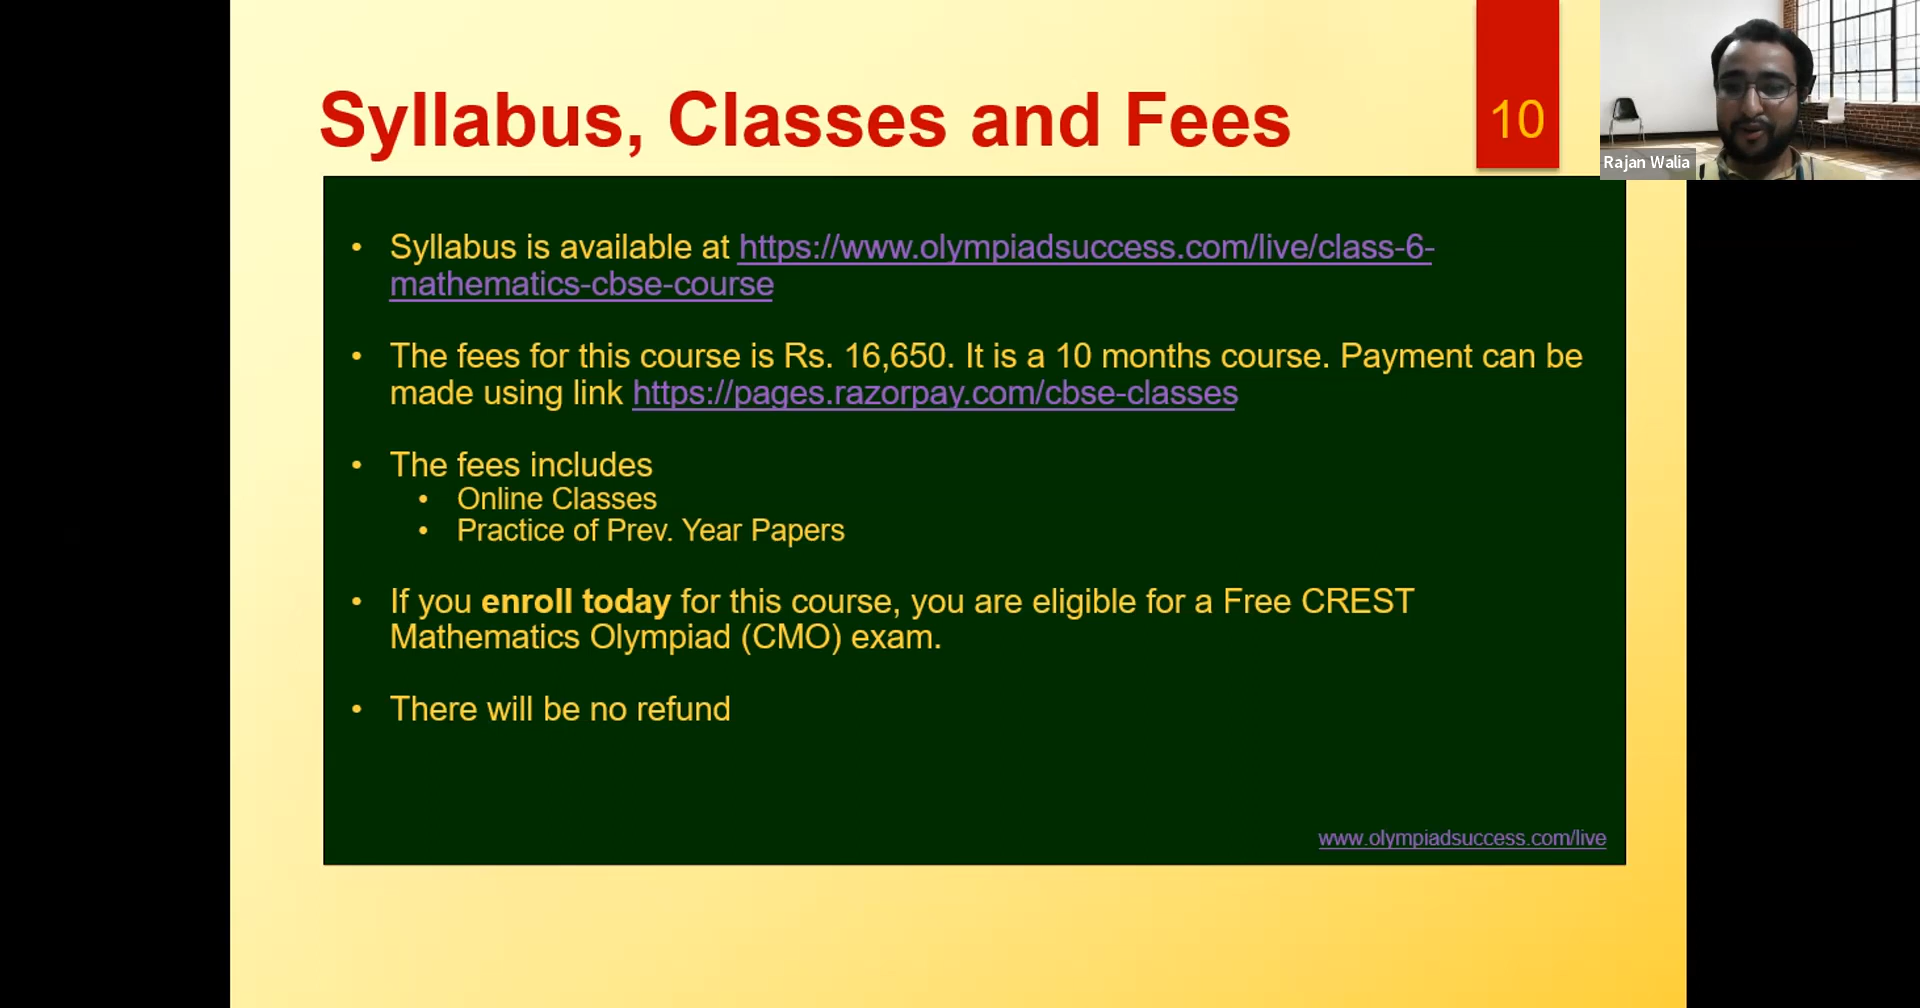 Syllabus, Classes and Fees
10
Rajan Walia
• Syllabus is available at https://www.olympiadsuccess.com/live/class-6-
mathematics-cbse-course
• The fees for this course is Rs. 16,650. It is a 10 months course. Payment can be
made using link https://pages.razorpay.com/cbse-classes
• The fees includes
• Online Classes
• Practice of Prev. Year Papers
• If you enroll today for this course, you are eligible for a Free CREST
Mathematics Olympiad (CMO) exam.
• There will be no refund
www.olympiadsuccess.com/live